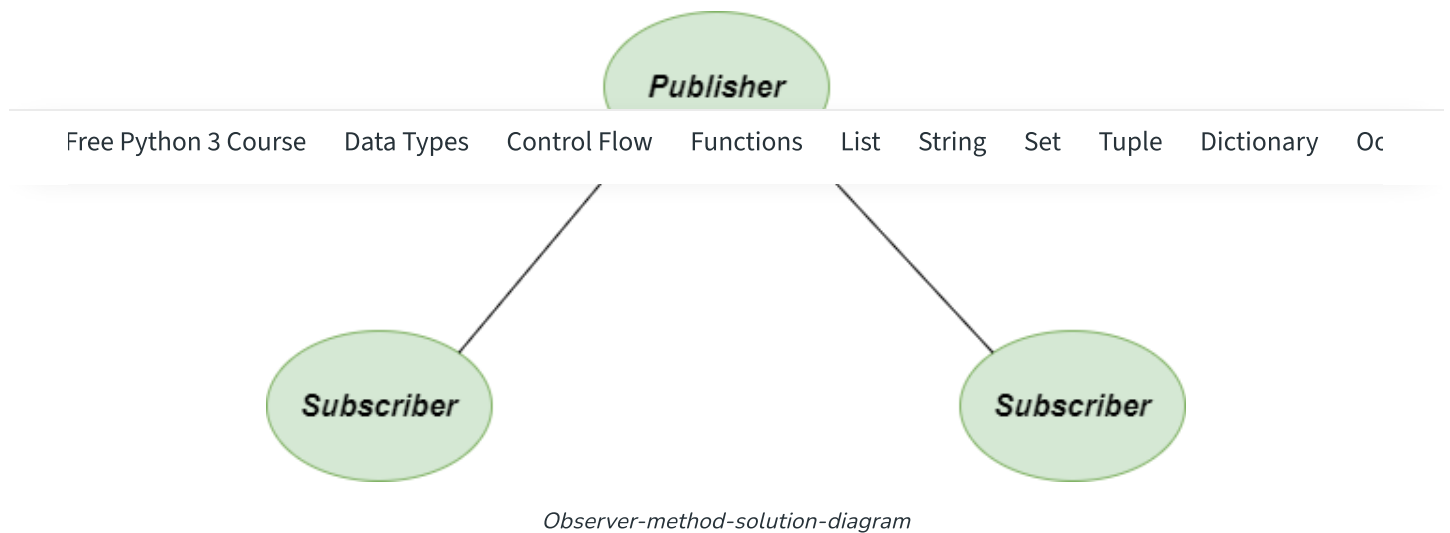 Publisher
Free Python 3 Course Data Types Control Flow Functions List String Set Tuple Dictionary
Subscriber Subscriber
Observer-method-solution-diagram